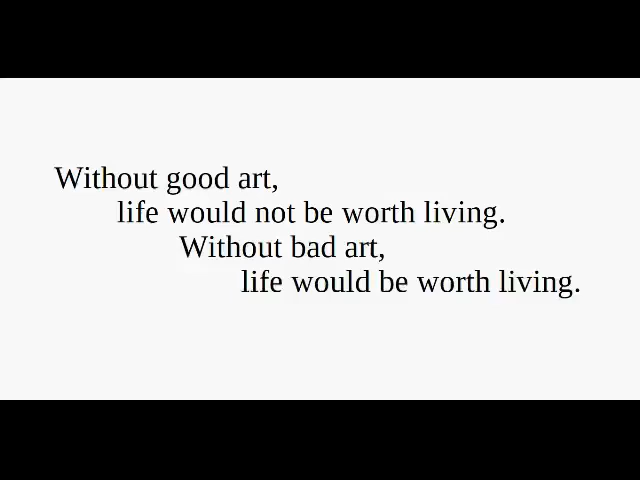 Without good art,
life would not be worth living.
Without bad art,
life would be worth living.